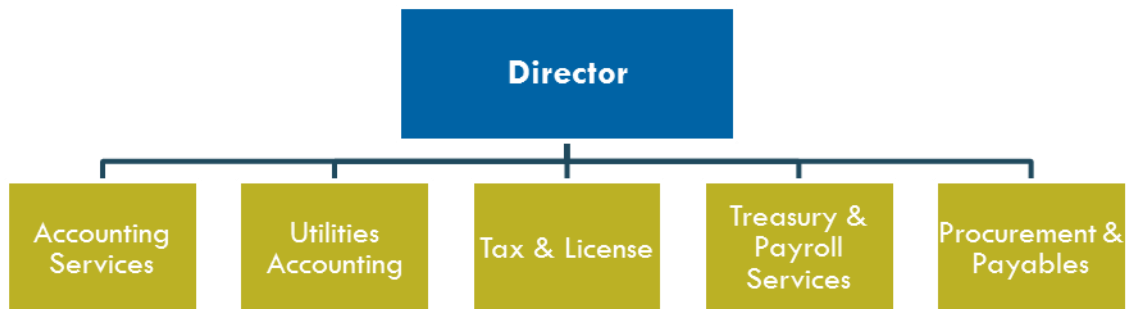 Director
Accounting
Services
Utilities
Accounting
Tax & License
Treasury &
Payroll
Services
Procurement &
Payables